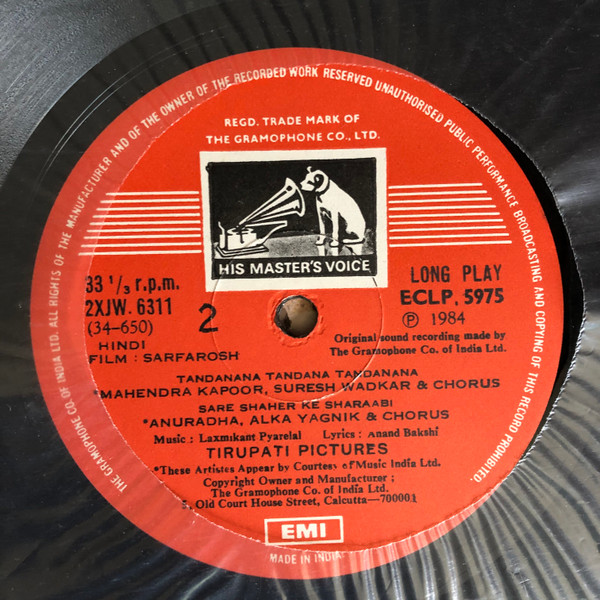 THE GRAMOPHONE CO. OF INDIA LTD. ALL RIGHTS OF THE MANUFACTURER AND OF THE OWNER OF THE RECORDED WORK RESERVED UNAUTHORISED PUBLIC PERFORMANCE BROADCASTING AND COPYING OF THIS RECORD PROHIBITED.
REGD. TRADE MARK OF
THE GRAMOPHONE CO., LTD.
HIS MASTER'S VOICE
33 1/3 r.p.m.
2XJW. 6311
(34-650)
2
HINDI
FILM : SARFAROSH
LONG PLAY
ECLP. 5975
℗ 1984
Original sound recording made by
The Gramophone Co. of India Ltd.
TANDANANA TANDANA TANDANANA
*MAHENDRA KAPOOR, SURESH WADKAR & CHORUS
SARE SHAHER KE SHARAABI
*ANURADHA, ALKA YAGNIK & CHORUS
Music : Laxmikant Pyarelal Lyrics : Anand Bakshi
TIRUPATI PICTURES
*These Artistes Appear by Courtesy of Music India Ltd.
Copyright Owner and Manufacturer ;
The Gramophone Co. of India Ltd.
5, Old Court House Street, Calcutta—700001
EMI
MADE IN INDIA